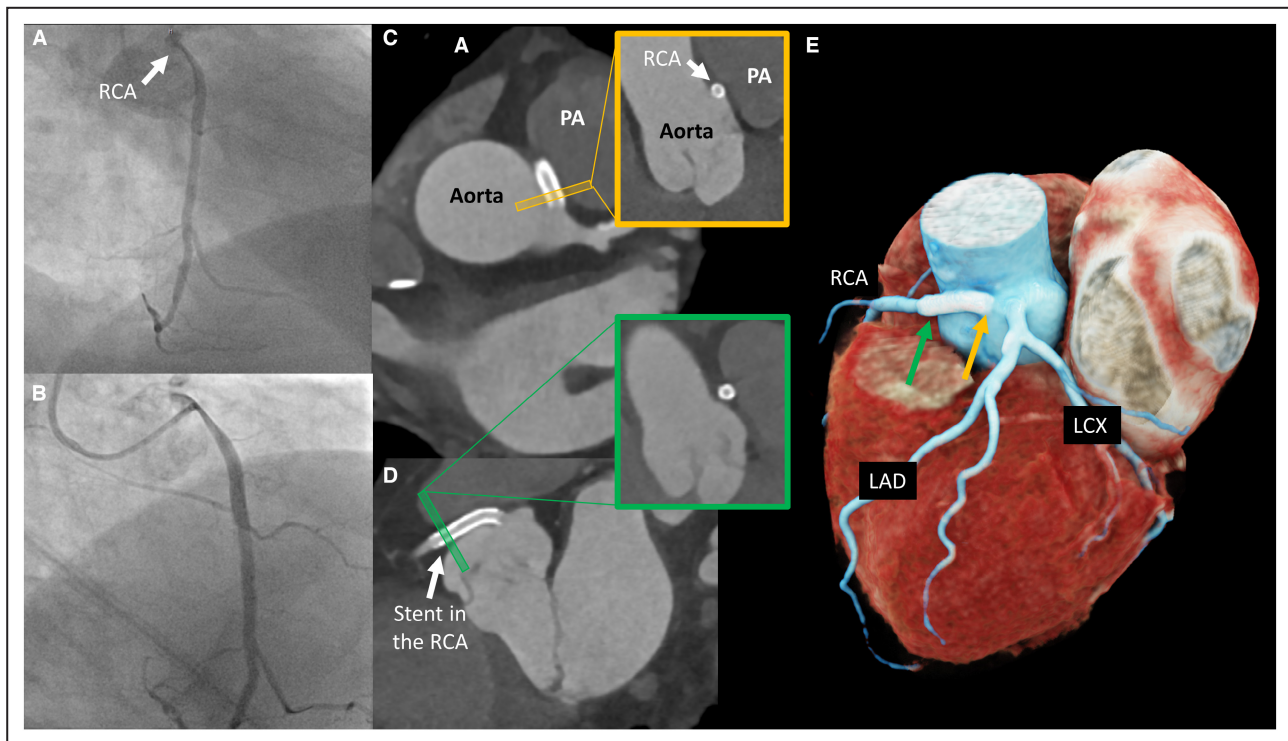 A
RCA
B
C
A
PA
Aorta
RCA
PA
Aorta
D
Stent in
the RCA
E
RCA
LCX
LAD